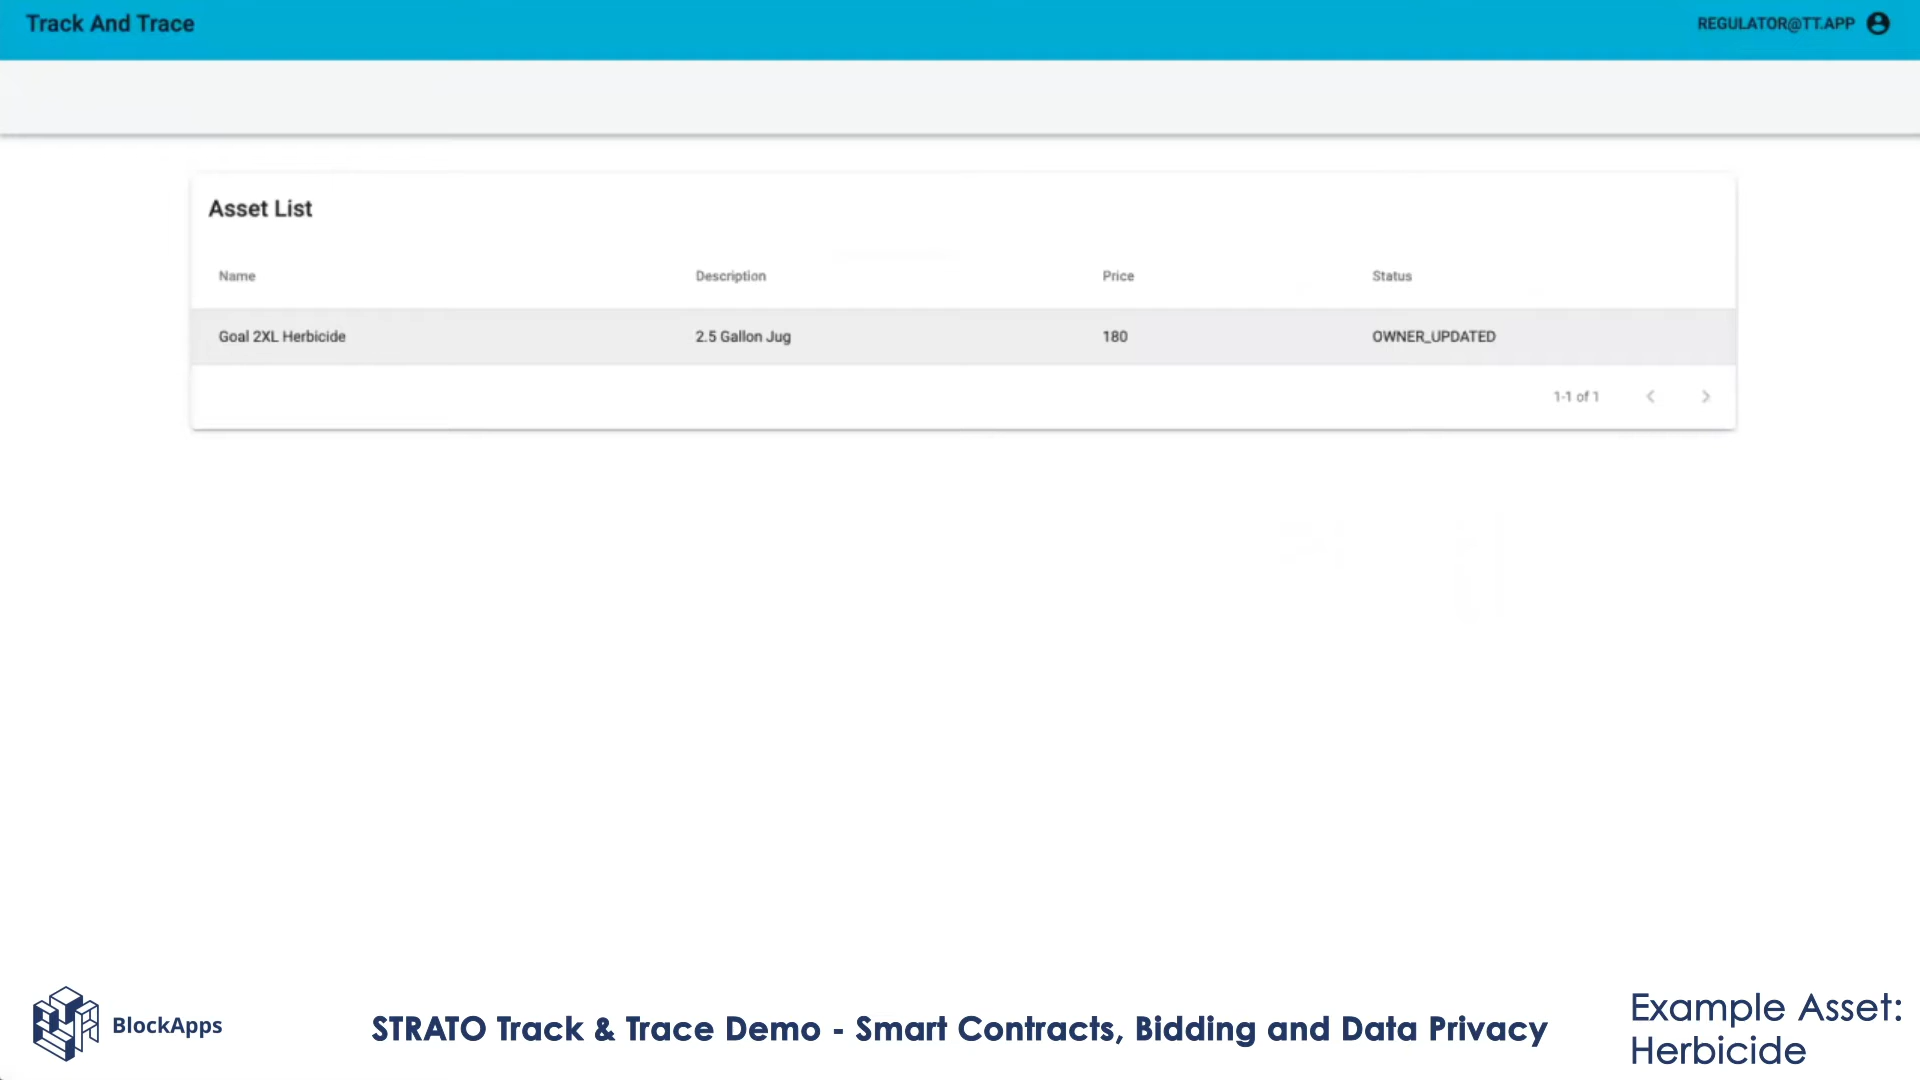 Track And Trace
REGULATOR@TT.APP
Asset List
Name Description Price Status
Goal 2XL Herbicide 2.5 Gallon Jug 180 OWNER_UPDATED
1-1 of 1
BlockApps
STRATO Track & Trace Demo - Smart Contracts, Bidding and Data Privacy
Example Asset:
Herbicide